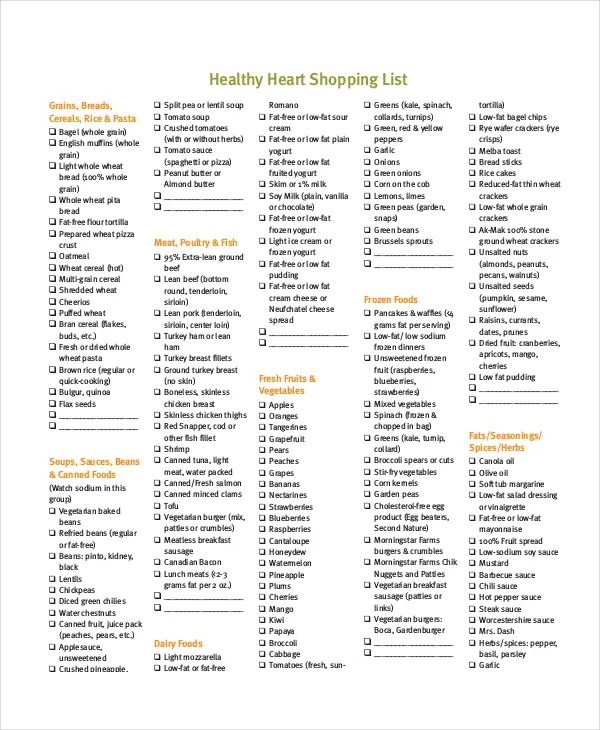 Healthy Heart Shopping List
Grains, Breads,
Cereals, Rice & Pasta
❑ Bagel (whole grain)
❑ English muffins (whole
grain)
❑ Light whole wheat
bread (100% whole
grain)
❑ Whole wheat pita
bread
❑ Fat-free flour tortilla
❑ Prepared wheat pizza
crust
❑ Oatmeal
❑ Wheat cereal (hot)
❑ Multi-grain cereal
❑ Shredded wheat
❑ Cheerios
❑ Puffed wheat
❑ Bran cereal (flakes,
buds, etc.)
❑ Fresh or dried whole
wheat pasta
❑ Brown rice (regular or
quick-cooking)
❑ Bulgur, quinoa
❑ Flax seeds
❑ ________________
❑ ________________
Soups, Sauces, Beans
& Canned Foods
(Watch sodium in this
group)
❑ Vegetarian baked
beans
❑ Refried beans (regular
or fat-free)
❑ Beans: pinto, kidney,
black
❑ Lentils
❑ Chickpeas
❑ Diced green chilies
❑ Water chestnuts
❑ Canned fruit, juice pack
(peaches, pears, etc.)
❑ Applesauce,
unsweetened
❑ Crushed pineapple,
❑ Split pea or lentil soup
❑ Tomato soup
❑ Crushed tomatoes
(with or without herbs)
❑ Tomato sauce
(spaghetti or pizza)
❑ Peanut butter or
Almond butter
❑ ________________
❑ ________________
Meat, Poultry & Fish
❑ 95% Extra-lean ground
beef
❑ Lean beef (bottom
round, tenderloin,
sirloin)
❑ Lean pork (tenderloin,
sirloin, center loin)
❑ Turkey ham or lean
ham
❑ Turkey breast fillets
❑ Ground turkey breast
(no skin)
❑ Boneless, skinless
chicken breast
❑ Skinless chicken thighs
❑ Red Snapper, cod or
other fish fillet
❑ Shrimp
❑ Canned tuna, light
meat, water packed
❑ Canned/Fresh salmon
❑ Canned minced clams
❑ Tofu
❑ Vegetarian burger (mix,
patties or crumbles)
❑ Meatless breakfast
sausage
❑ Canadian Bacon
❑ Lunch meats (<2-3
grams fat per 2 oz.)
❑ ________________
❑ ________________
Dairy Foods
❑ Light mozzarella
❑ Low-fat or fat-free
Romano
❑ Fat-free or low-fat sour
cream
❑ Fat-free or low fat plain
yogurt
❑ Fat-free or low-fat
fruited yogurt
❑ Skim or 1% milk
❑ Soy Milk (plain, vanilla
or chocolate)
❑ Fat-free or low-fat
frozen yogurt
❑ Light ice cream or
frozen yogurt
❑ Fat-free or low fat
pudding
❑ Fat-free or low fat
cream cheese or
Neufchatel cheese
spread
❑ ________________
❑ ________________
Fresh Fruits &
Vegetables
❑ Apples
❑ Oranges
❑ Tangerines
❑ Grapefruit
❑ Pears
❑ Peaches
❑ Grapes
❑ Bananas
❑ Nectarines
❑ Strawberries
❑ Blueberries
❑ Raspberries
❑ Cantaloupe
❑ Honeydew
❑ Watermelon
❑ Pineapple
❑ Plums
❑ Cherries
❑ Mango
❑ Kiwi
❑ Papaya
❑ Broccoli
❑ Cabbage
❑ Tomatoes (fresh, sun-
❑ Greens (kale, spinach,
collards, turnips)
❑ Green, red & yellow
peppers
❑ Garlic
❑ Onions
❑ Green onions
❑ Corn on the cob
❑ Lemons, limes
❑ Green peas (garden,
snaps)
❑ Green beans
❑ Brussels sprouts
❑ ________________
❑ ________________
Frozen Foods
❑ Pancakes & waffles (<4
grams fat per serving)
❑ Low-fat/ low sodium
frozen dinners
❑ Unsweetened frozen
fruit (raspberries,
blueberries,
strawberries)
❑ Mixed vegetables
❑ Spinach (frozen &
chopped in bag)
❑ Greens (kale, turnip,
collard)
❑ Broccoli spears or cuts
❑ Stir-fry vegetables
❑ Corn kernels
❑ Garden peas
❑ Cholesterol-free egg
product (Egg beaters,
Second Nature)
❑ Morningstar Farms
burgers & crumbles
❑ Morningstar Farms Chik
Nuggets and Patties
❑ Vegetarian breakfast
sausage (patties or
links)
❑ Vegetarian burgers:
Boca, Gardenburger
❑ ________________
❑ ________________
tortilla)
❑ Low-fat bagel chips
❑ Rye wafer crackers (rye
crisps)
❑ Melba toast
❑ Bread sticks
❑ Rice cakes
❑ Reduced-fat thin wheat
crackers
❑ Low-fat whole grain
crackers
❑ Ak-Mak 100% stone
ground wheat crackers
❑ Unsalted nuts
(almonds, peanuts,
pecans, walnuts)
❑ Unsalted seeds
(pumpkin, sesame,
sunflower)
❑ Raisins, currants,
dates, prunes
❑ Dried fruit: cranberries,
apricots, mango,
cherries
❑ Low fat pudding
❑ ________________
❑ ________________
Fats/Seasonings/
Spices/Herbs
❑ Canola oil
❑ Olive oil
❑ Soft tub margarine
❑ Low-fat salad dressing
or vinaigrette
❑ Fat-free or low-fat
mayonnaise
❑ 100% Fruit spread
❑ Low-sodium soy sauce
❑ Mustard
❑ Barbecue sauce
❑ Chili sauce
❑ Hot pepper sauce
❑ Steak sauce
❑ Worcestershire sauce
❑ Mrs. Dash
❑ Herbs/spices: pepper,
basil, parsley
❑ Garlic